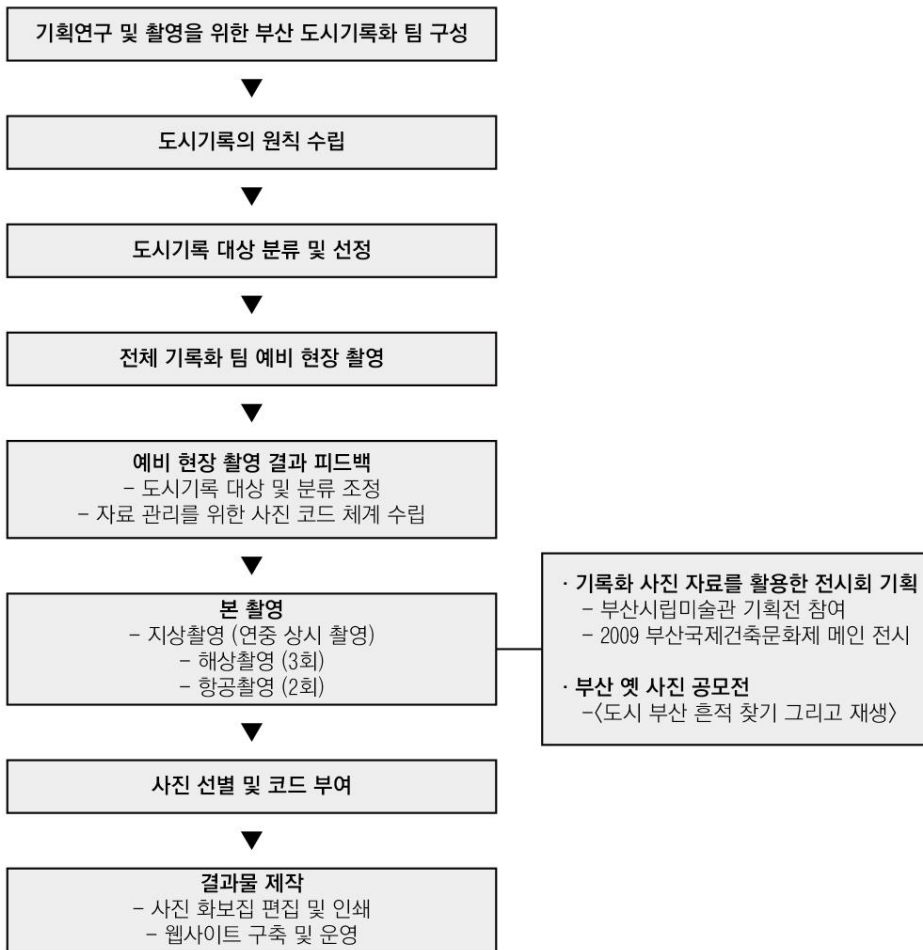 기획연구 및 촬영을 위한 부산 도시기록화 팀 구성
▼
도시기록의 원칙 수립
▼
도시기록 대상 분류 및 선정
▼
전체 기록화 팀 예비 현장 촬영
▼
예비 현장 촬영 결과 피드백
– 도시기록 대상 및 분류 조정
– 자료 관리를 위한 사진 코드 체계 수립
▼
본 촬영
– 지상촬영 (연중 상시 촬영)
– 해상촬영 (3회)
– 항공촬영 (2회)
· 기록화 사진 자료를 활용한 전시회 기획
– 부산시립미술관 기획전 참여
– 2009 부산국제건축문화제 메인 전시
· 부산 옛 사진 공모전
–〈도시 부산 흔적 찾기 그리고 재생〉
▼
사진 선별 및 코드 부여
▼
결과물 제작
– 사진 화보집 편집 및 인쇄
– 웹사이트 구축 및 운영